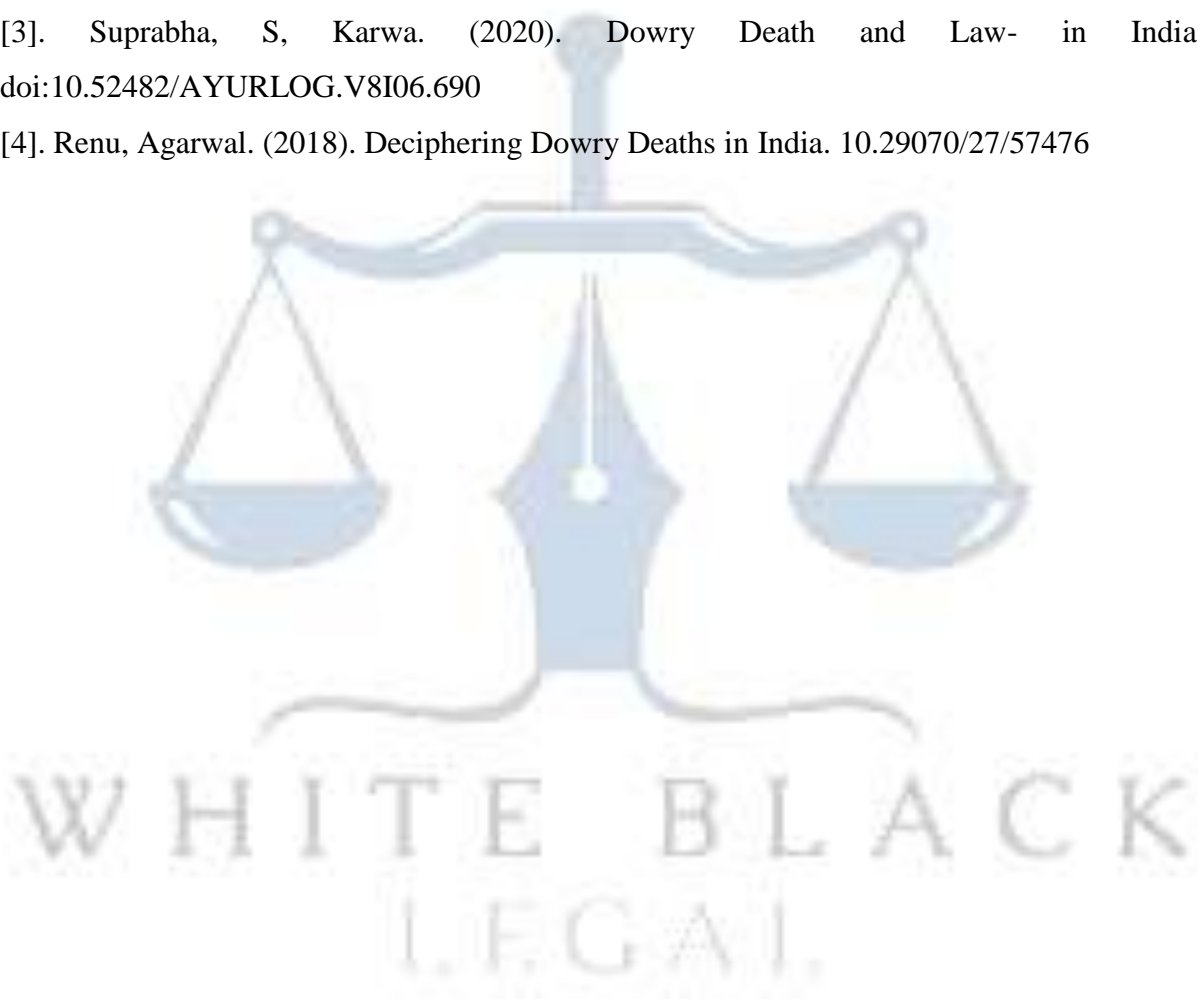 [3]. Suprabha, S, Karwa. (2020). Dowry Death and Law- in India
doi:10.52482/AYURLOG.V8I06.690
[4]. Renu, Agarwal. (2018). Deciphering Dowry Deaths in India. 10.29070/27/57476
WHITE BLACK
LEGAL